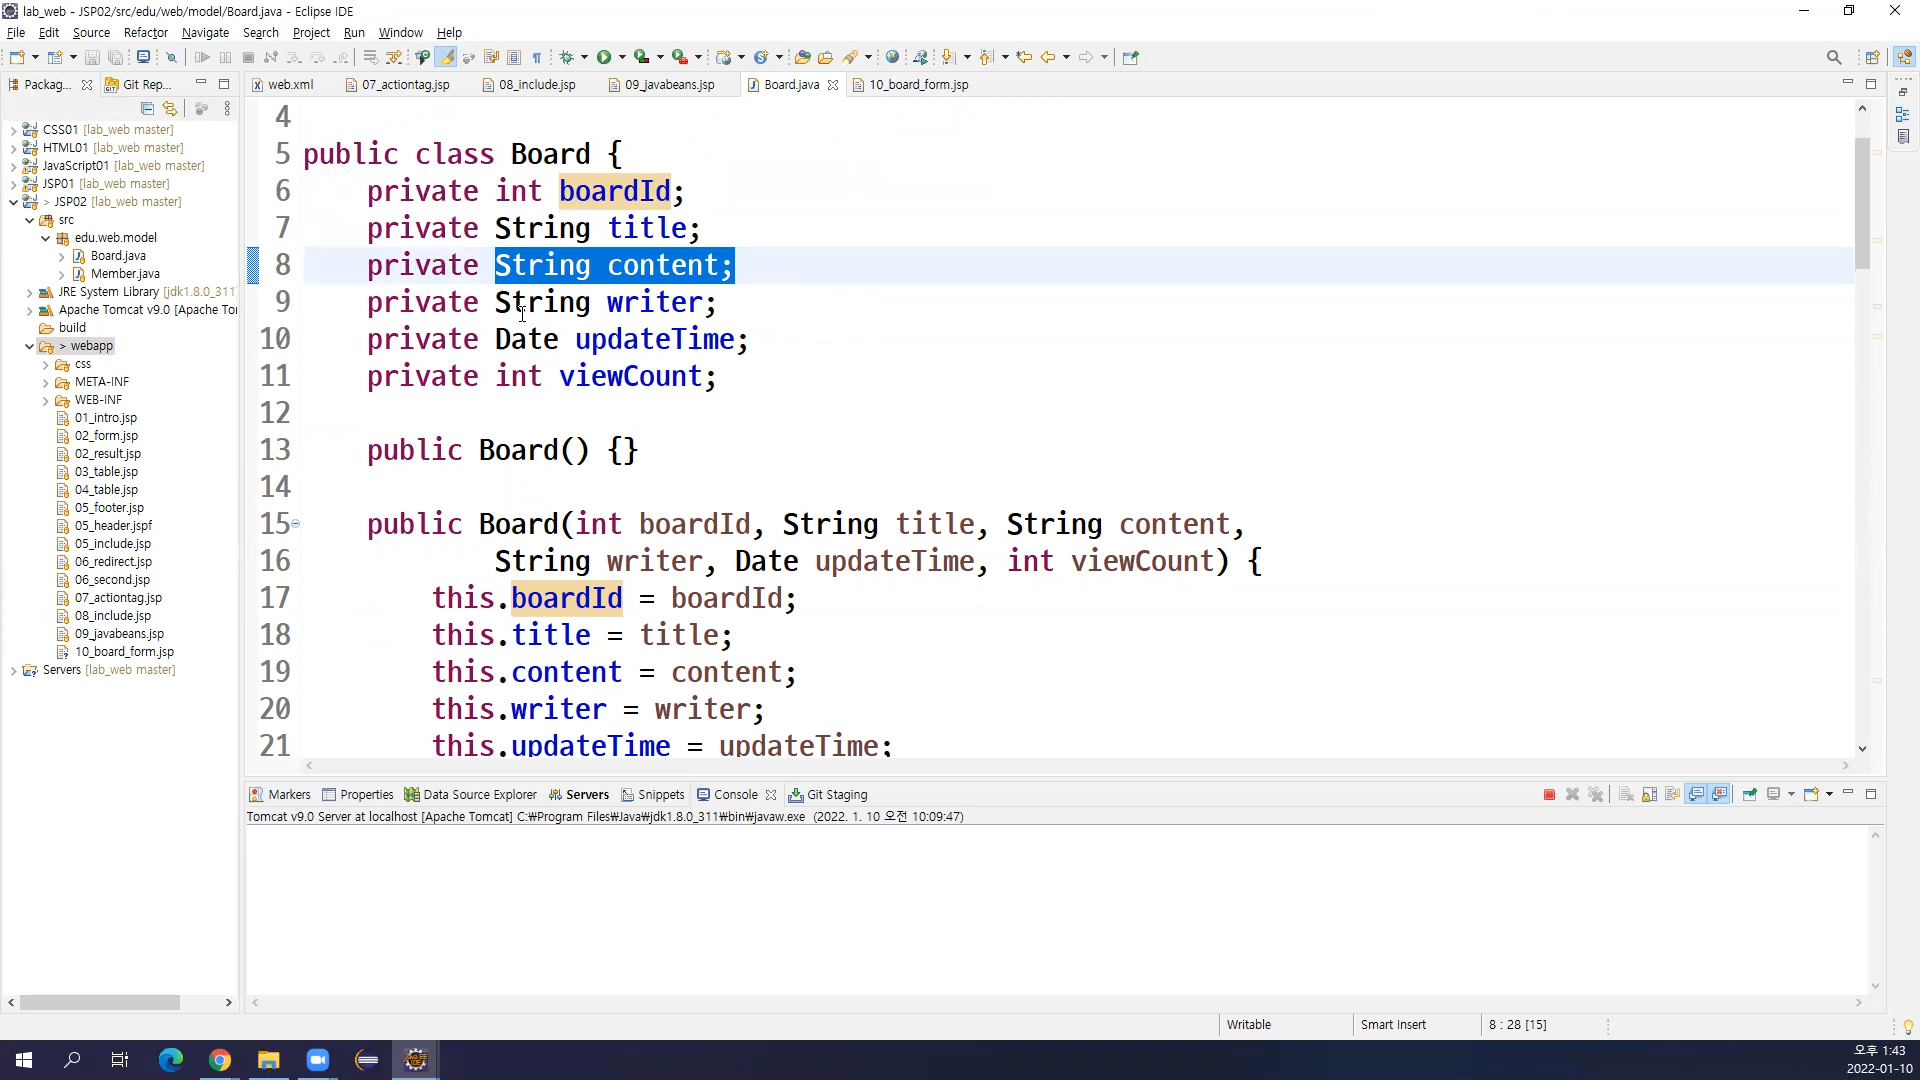 lab_web - JSP02/src/edu/web/model/Board.java - Eclipse IDE
File Edit Source Refactor Navigate Search Project Run Window Help
Packag... Git Rep...
web.xml 07_actiontag.jsp 08_include.jsp 09_javabeans.jsp Board.java 10_board_form.jsp
CSS01 [lab_web master]
HTML01 [lab_web master]
JavaScript01 [lab_web master]
JSP01 [lab_web master]
> JSP02 [lab_web master]
src
edu.web.model
Board.java
Member.java
JRE System Library [jdk1.8.0_311
Apache Tomcat v9.0 [Apache To
build
> webapp
css
META-INF
WEB-INF
01_intro.jsp
02_form.jsp
02_result.jsp
03_table.jsp
04_table.jsp
05_footer.jsp
05_header.jspf
05_include.jsp
06_redirect.jsp
06_second.jsp
07_actiontag.jsp
08_include.jsp
09_javabeans.jsp
10_board_form.jsp
Servers [lab_web master]
4
5 public class Board {
6 private int boardId;
7 private String title;
8 private String content;
9 private String writer;
10 private Date updateTime;
11 private int viewCount;
12
13 public Board() {}
14
15 public Board(int boardId, String title, String content,
16 String writer, Date updateTime, int viewCount) {
17 this.boardId = boardId;
18 this.title = title;
19 this.content = content;
20 this.writer = writer;
21 this.updateTime = updateTime;
Markers Properties Data Source Explorer Servers Snippets Console Git Staging
Tomcat v9.0 Server at localhost [Apache Tomcat] C:₩Program Files₩Java₩jdk1.8.0_311₩bin₩javaw.exe (2022. 1. 10 오전 10:09:47)
Writable Smart Insert 8 : 28 [15]
오후 1:43
2022-01-10